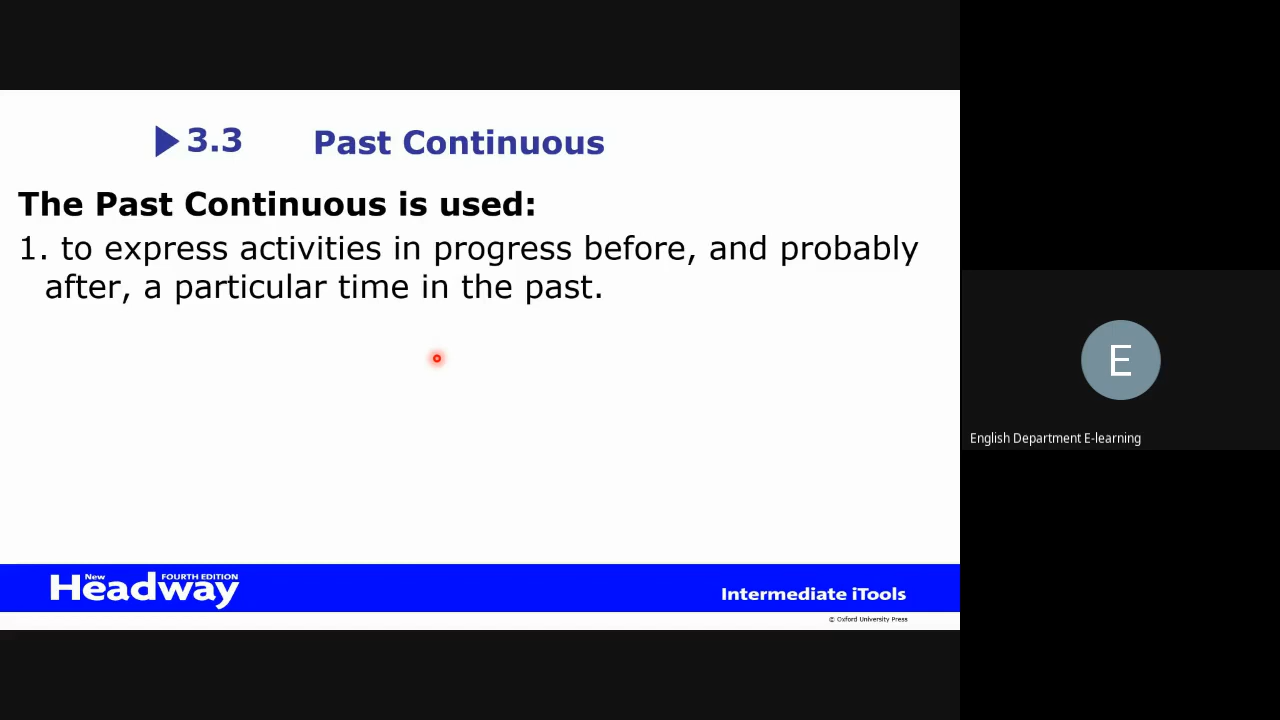 3.3 Past Continuous
The Past Continuous is used:
1. to express activities in progress before, and probably
after, a particular time in the past.
E
English Department E-learning
New FOURTH EDITION
Headway
Intermediate iTools
© Oxford University Press